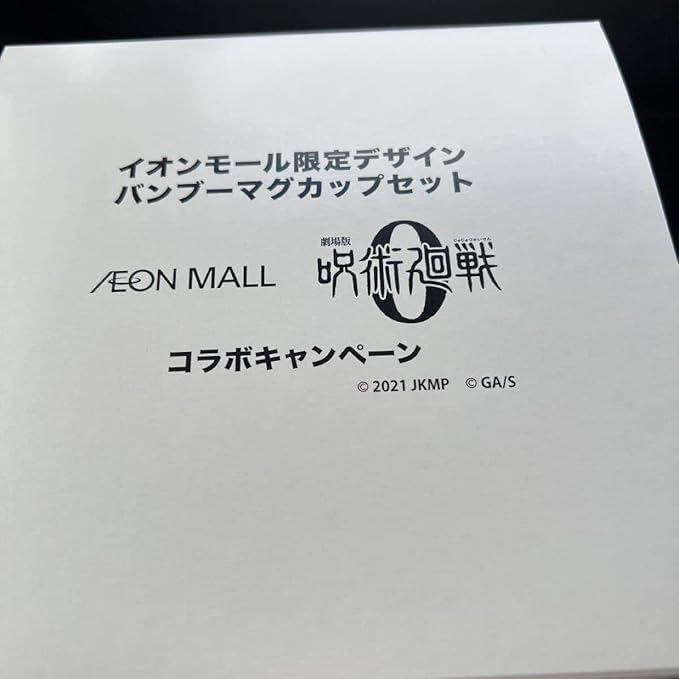 イオンモール限定デザイン
バンブーマグカップセット
ÆON MALL
劇場版
じゅじゅつかいせん
呪術廻戦 0
コラボキャンペーン
© 2021 JKMP © GA/S